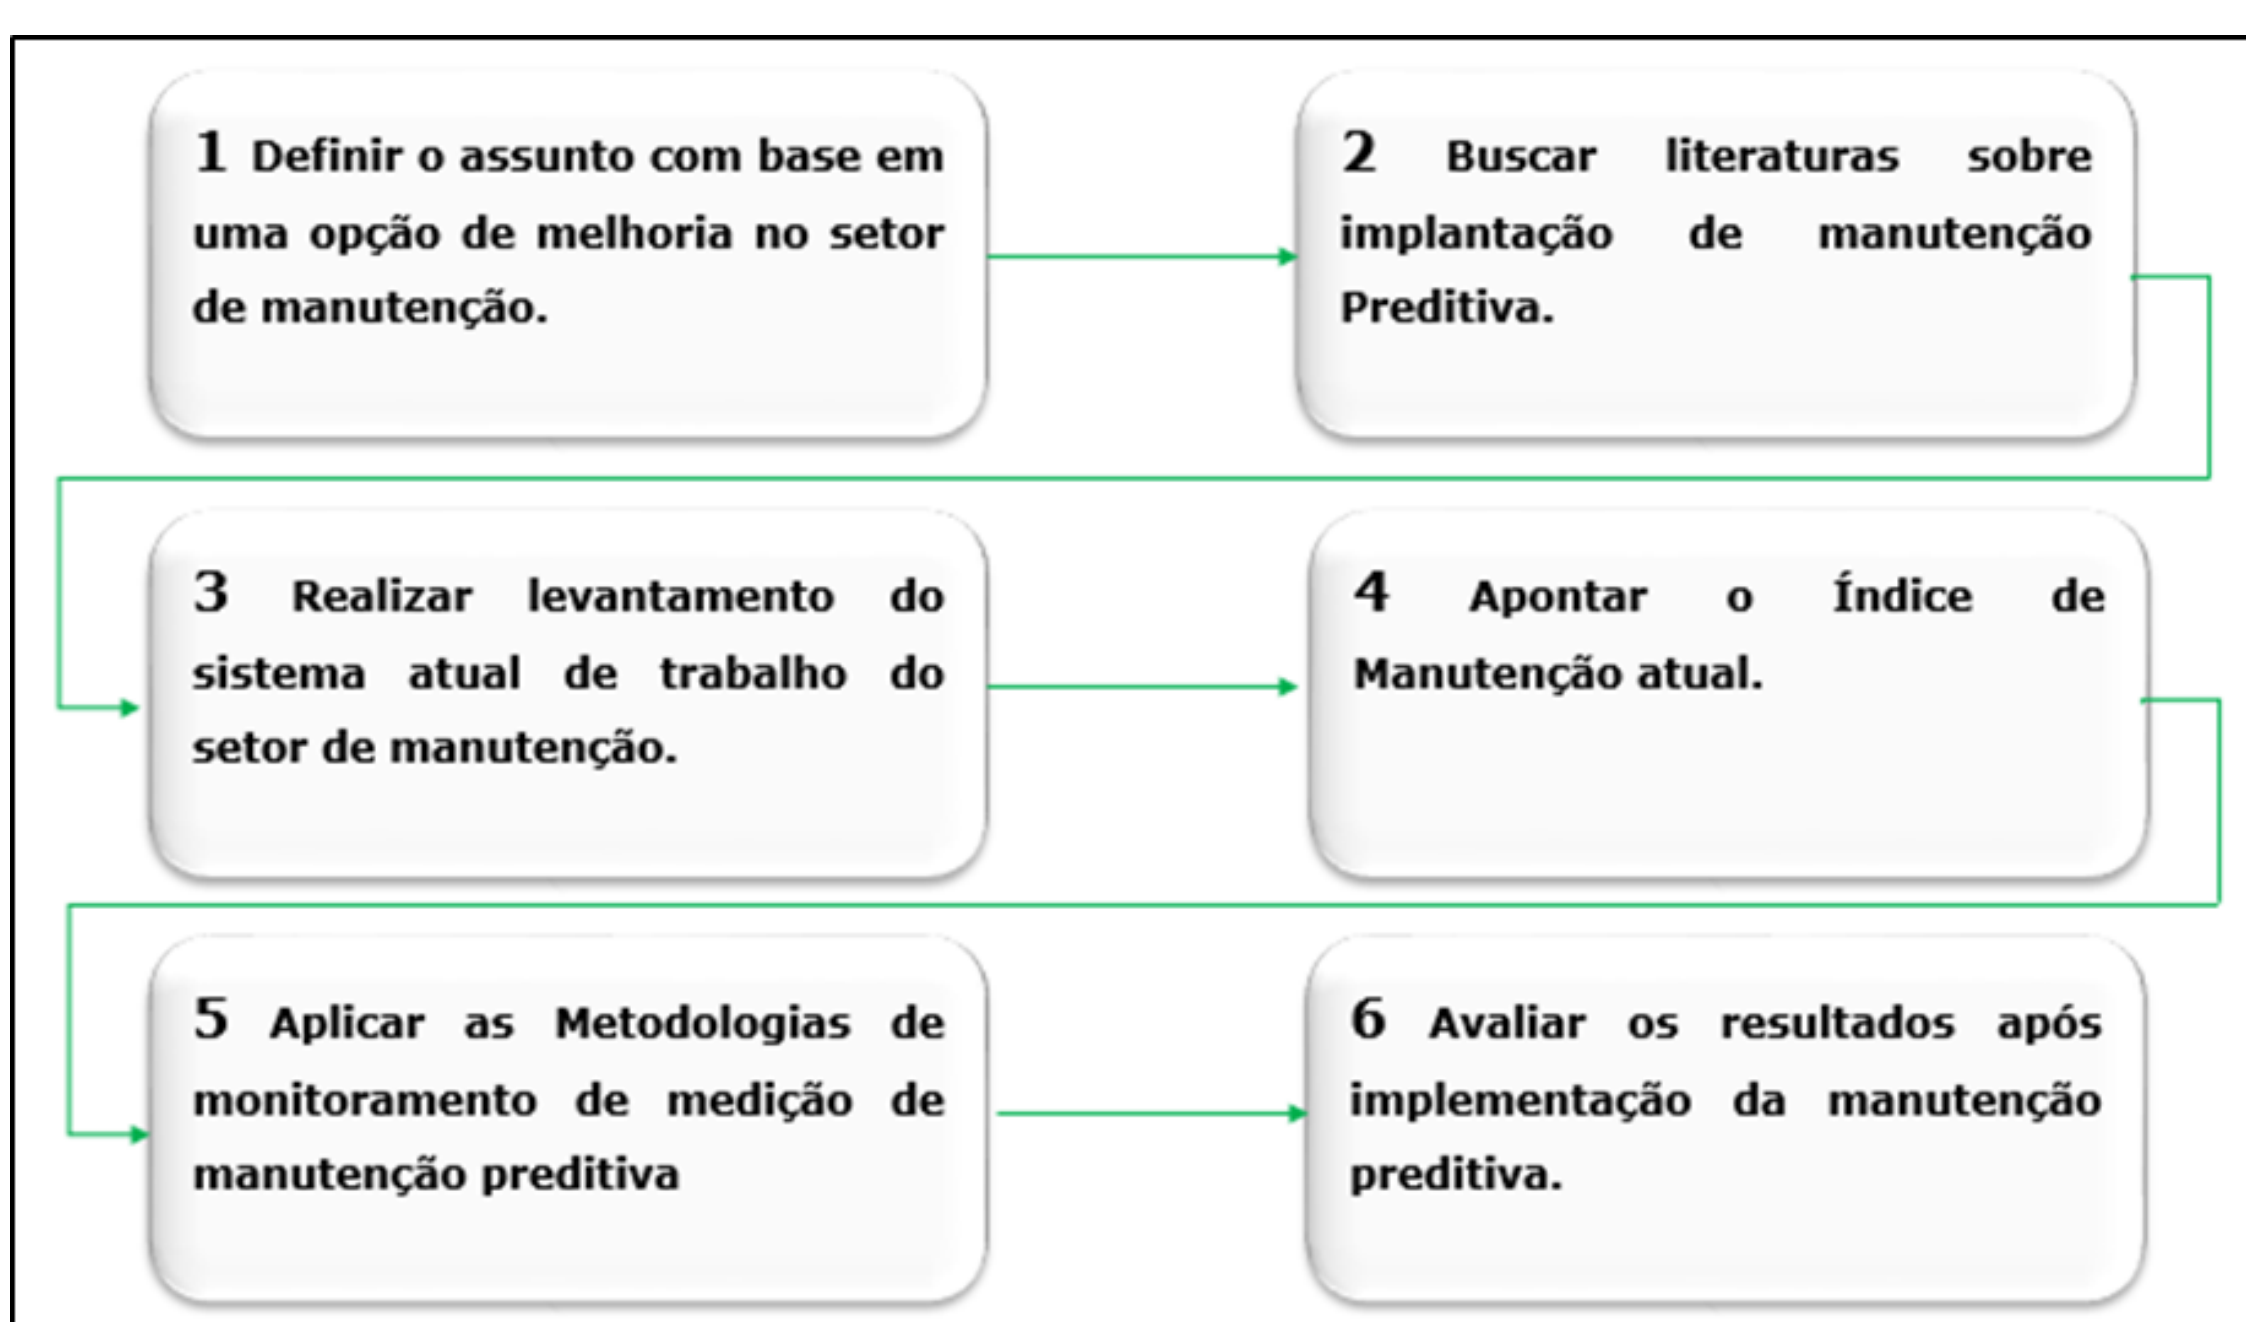 1 Definir o assunto com base em
uma opção de melhoria no setor
de manutenção.
2 Buscar literaturas sobre
implantação de manutenção
Preditiva.
3 Realizar levantamento do
sistema atual de trabalho do
setor de manutenção.
4 Apontar o Índice de
Manutenção atual.
5 Aplicar as Metodologias de
monitoramento de medição de
manutenção preditiva
6 Avaliar os resultados após
implementação da manutenção
preditiva.